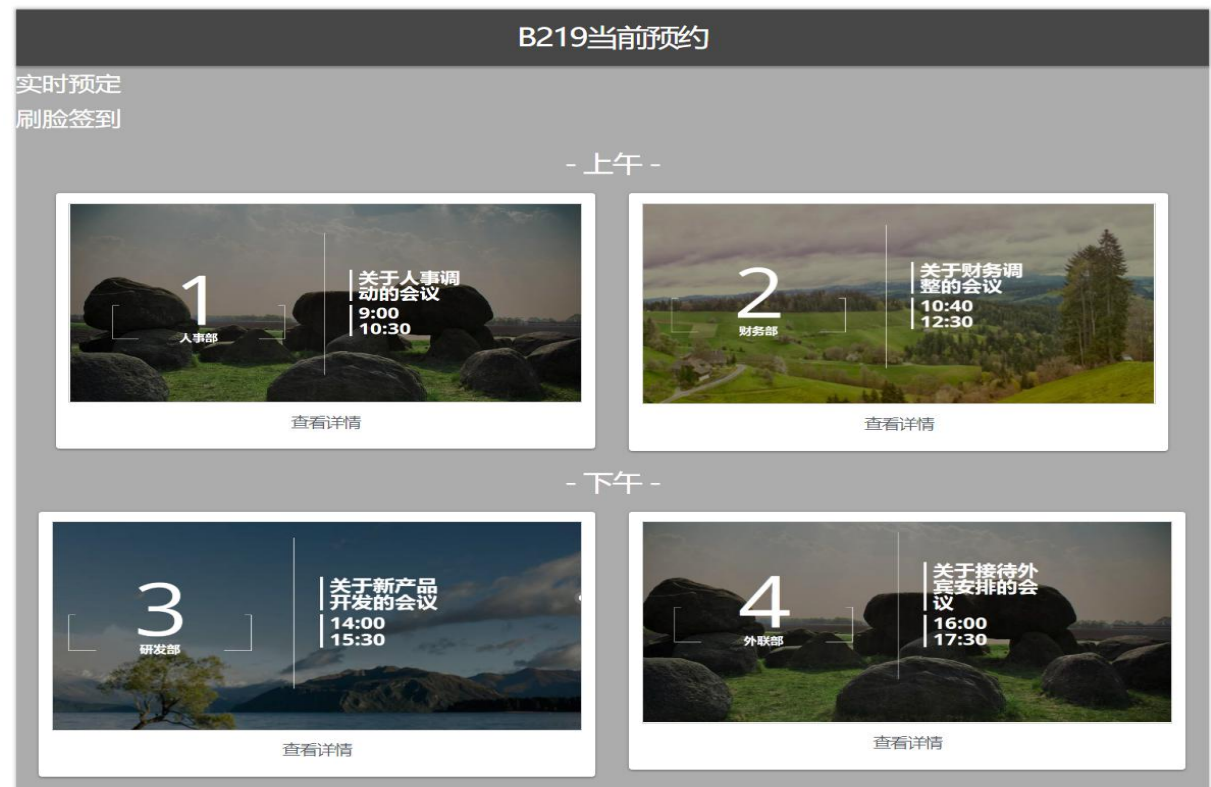 B219当前预约
实时预定
刷脸签到
- 上午 -
1
人事部
关于人事调
动的会议
9:00
10:30
查看详情
2
财务部
关于财务调
整的会议
10:40
12:30
查看详情
- 下午 -
3
研发部
关于新产品
开发的会议
14:00
15:30
查看详情
4
外联部
关于接待外
宾安排的会
议
16:00
17:30
查看详情